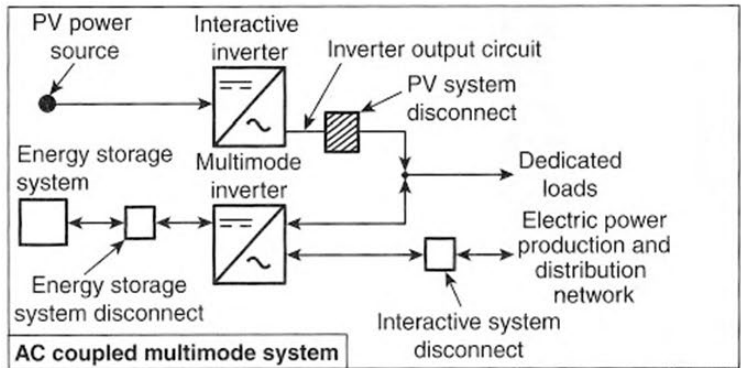 PV power
source
Interactive
inverter
Inverter output circuit
PV system
disconnect
Energy storage
system
Multimode
inverter
Dedicated
loads
Electric power
production and
distribution
network
Energy storage
system disconnect
Interactive system
disconnect
AC coupled multimode system